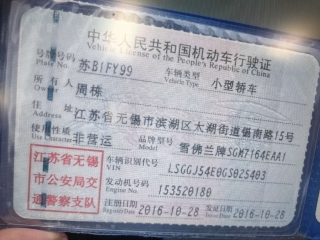 中华人民共和国机动车行驶证
Vehicle License of the People's Republic of China
号牌号码 苏B1FY99 车辆类型 小型轿车
Plate No. Vehicle Type
所有人 周栋
Owner
住址 江苏省无锡市滨湖区太湖街道锡南路15号
Address
使用性质 非营运 品牌型号 雪佛兰牌SGM7164EAA1
Use Character Model
江苏省无锡 车辆识别代号 LSGGJ54E0GS025403
VIN
市公安局交 发动机号码 153520180
Engine No.
通警察支队 注册日期 2016-10-28 发证日期 2016-10-28
Register Date Issue Date